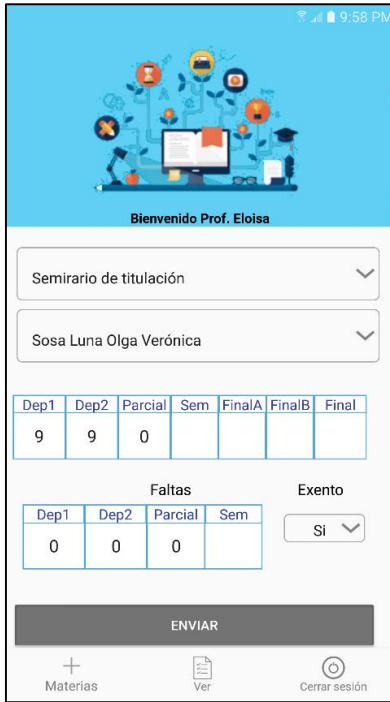 9:58 PM
Bienvenido Prof. Eloisa
Semirario de titulación
Sosa Luna Olga Verónica
Dep1 Dep2 Parcial Sem FinalA FinalB Final
9 9 0
Faltas Exento
Dep1 Dep2 Parcial Sem
Si
0 0 0
ENVIAR
Materias Ver Cerrar sesión